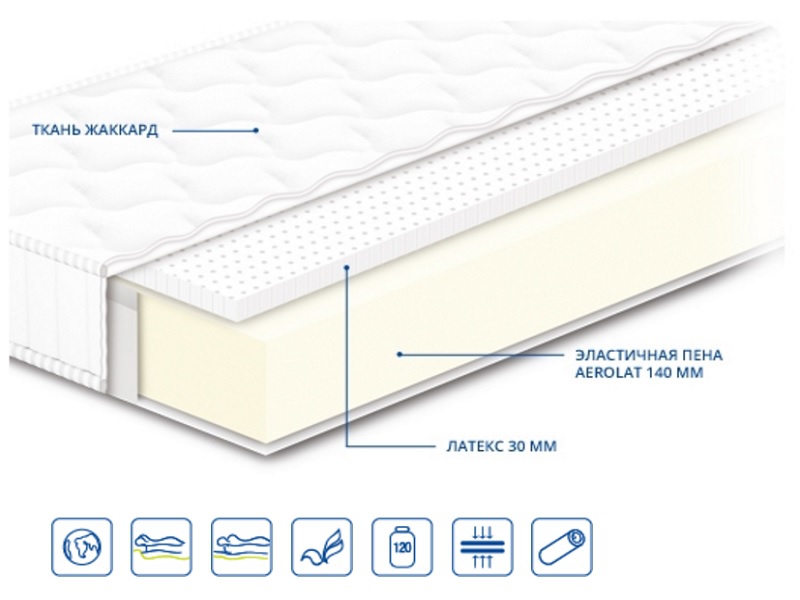 ТКАНЬ ЖАККАРД
ЭЛАСТИЧНАЯ ПЕНА
AEROLAT 140 ММ
ЛАТЕКС 30 ММ
120